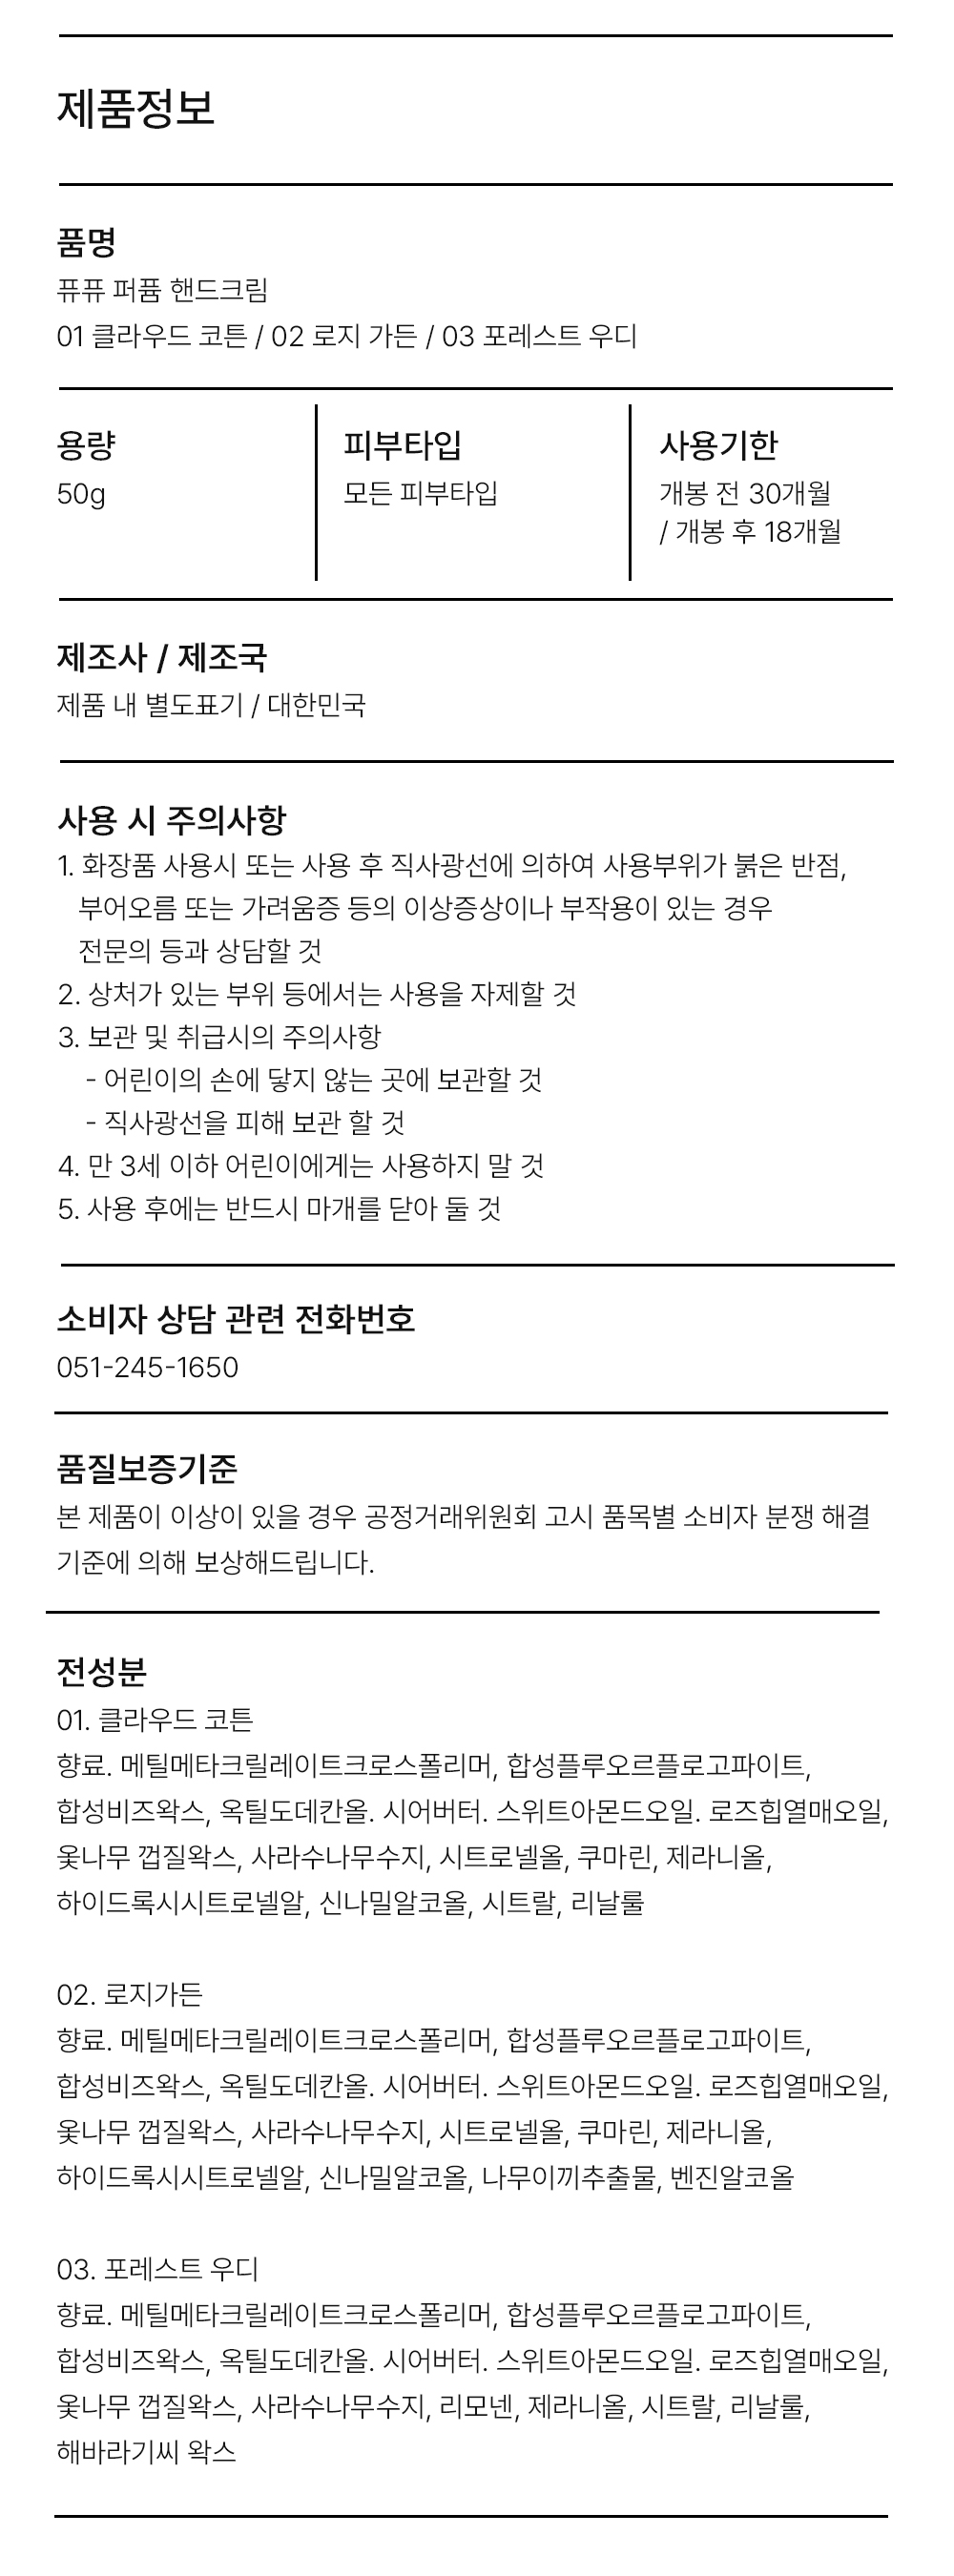 제품정보
품명
퓨퓨 퍼퓸 핸드크림
01 클라우드 코튼 / 02 로지 가든 / 03 포레스트 우디
용량
50g
피부타입
모든 피부타입
사용기한
개봉 전 30개월
/ 개봉 후 18개월
제조사 / 제조국
제품 내 별도표기 / 대한민국
사용 시 주의사항
1. 화장품 사용시 또는 사용 후 직사광선에 의하여 사용부위가 붉은 반점,
부어오름 또는 가려움증 등의 이상증상이나 부작용이 있는 경우
전문의 등과 상담할 것
2. 상처가 있는 부위 등에서는 사용을 자제할 것
3. 보관 및 취급시의 주의사항
- 어린이의 손에 닿지 않는 곳에 보관할 것
- 직사광선을 피해 보관 할 것
4. 만 3세 이하 어린이에게는 사용하지 말 것
5. 사용 후에는 반드시 마개를 닫아 둘 것
소비자 상담 관련 전화번호
051-245-1650
품질보증기준
본 제품이 이상이 있을 경우 공정거래위원회 고시 품목별 소비자 분쟁 해결
기준에 의해 보상해드립니다.
전성분
01. 클라우드 코튼
향료. 메틸메타크릴레이트크로스폴리머, 합성플루오르플로고파이트,
합성비즈왁스, 옥틸도데칸올. 시어버터. 스위트아몬드오일. 로즈힙열매오일,
옻나무 껍질왁스, 사라수나무수지, 시트로넬올, 쿠마린, 제라니올,
하이드록시시트로넬알, 신나밀알코올, 시트랄, 리날룰

02. 로지가든
향료. 메틸메타크릴레이트크로스폴리머, 합성플루오르플로고파이트,
합성비즈왁스, 옥틸도데칸올. 시어버터. 스위트아몬드오일. 로즈힙열매오일,
옻나무 껍질왁스, 사라수나무수지, 시트로넬올, 쿠마린, 제라니올,
하이드록시시트로넬알, 신나밀알코올, 나무이끼추출물, 벤진알코올

03. 포레스트 우디
향료. 메틸메타크릴레이트크로스폴리머, 합성플루오르플로고파이트,
합성비즈왁스, 옥틸도데칸올. 시어버터. 스위트아몬드오일. 로즈힙열매오일,
옻나무 껍질왁스, 사라수나무수지, 리모넨, 제라니올, 시트랄, 리날룰,
해바라기씨 왁스